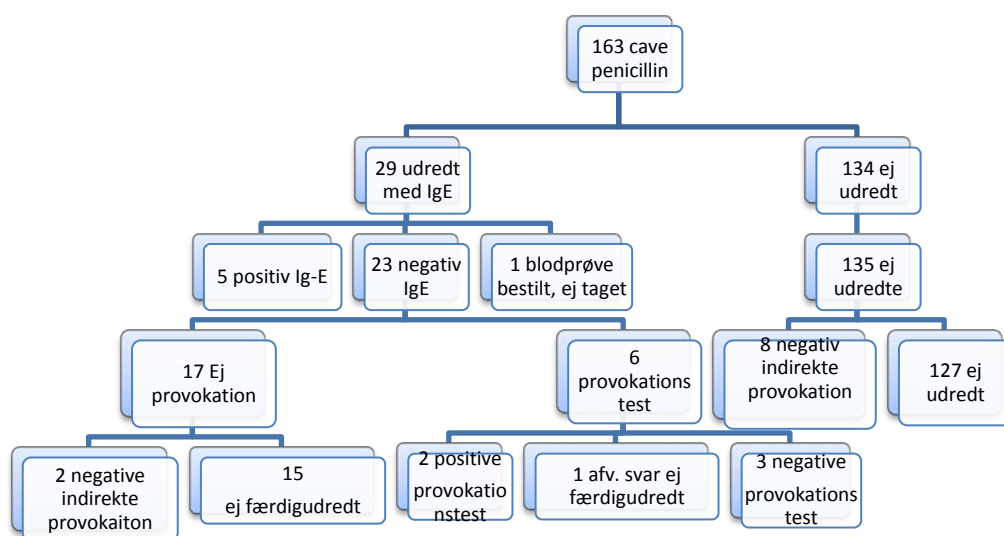 163 cave
penicillin
29 udredt
med IgE
134 ej
udredt
5 positiv Ig-E
23 negativ
IgE
1 blodprøve
bestilt, ej taget
135 ej
udredte
17 Ej
provokation
6
provokations
test
8 negativ
indirekte
provokation
127 ej
udredt
2 negative
indirekte
provokaiton
15
ej færdigudredt
2 positive
provokatio
nstest
1 afv. svar ej
færdigudredt
3 negative
provokations
test